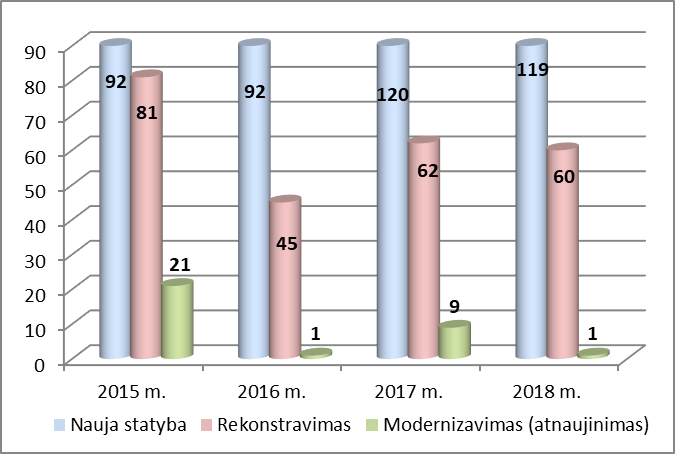 90
80
70
60
50
40
30
20
10
0
92 81 21
92 45 1
120 62 9
119 60 1
2015 m. 2016 m. 2017 m. 2018 m.
Nauja statyba Rekonstravimas Modernizavimas (atnaujinimas)